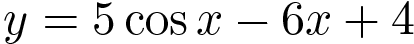 y = 5 cos x − 6x + 4